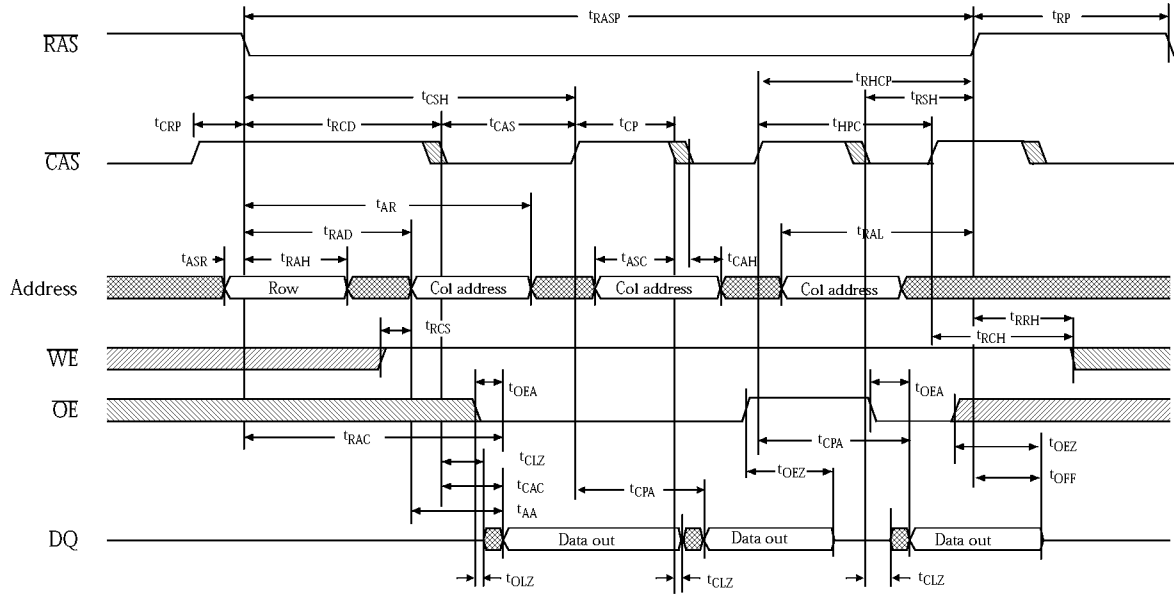 tRASP tRP
RAS
tRHCP
tCSH tRSH
tCRP tRCD tCAS tCP tHPC
CAS
tAR
tRAD tRAL
tASR tRAH tASC tCAH
Address Row Col address Col address Col address
tRCS tRRH
tRCH
WE
tOEA tOEA
OE
tRAC tCPA
tCLZ tOEZ
tCAC tCPA tOEZ tOFF
tAA
DQ Data out Data out Data out
tOLZ tCLZ tCLZ